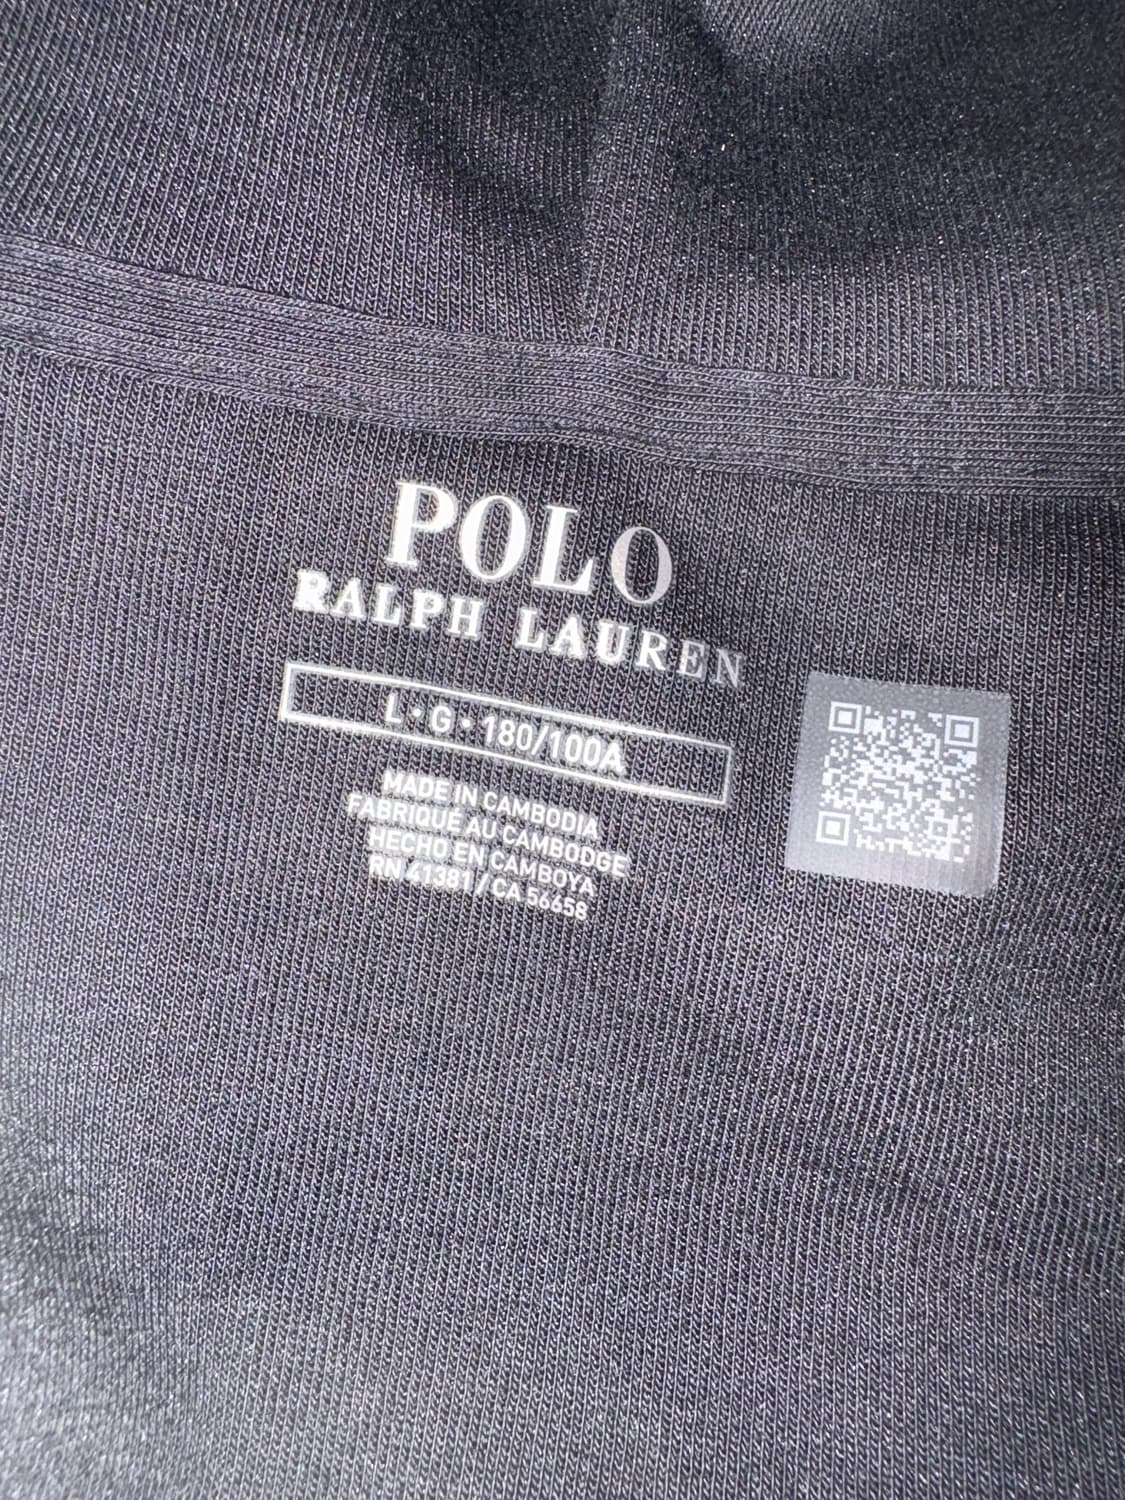 POLO
RALPH LAUREN
L • G • 180/100A
MADE IN CAMBODIA
FABRIQUÉ AU CAMBODGE
HECHO EN CAMBOYA
RN 41381 / CA 56658